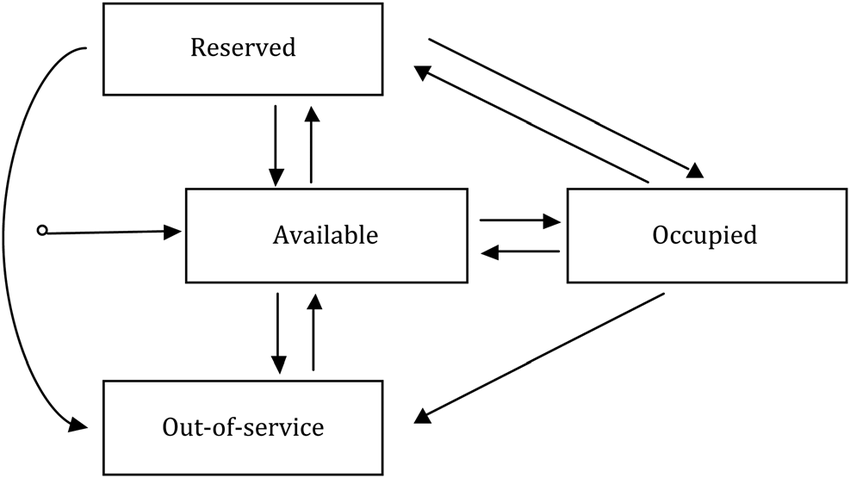 Reserved
Available
Occupied
Out-of-service